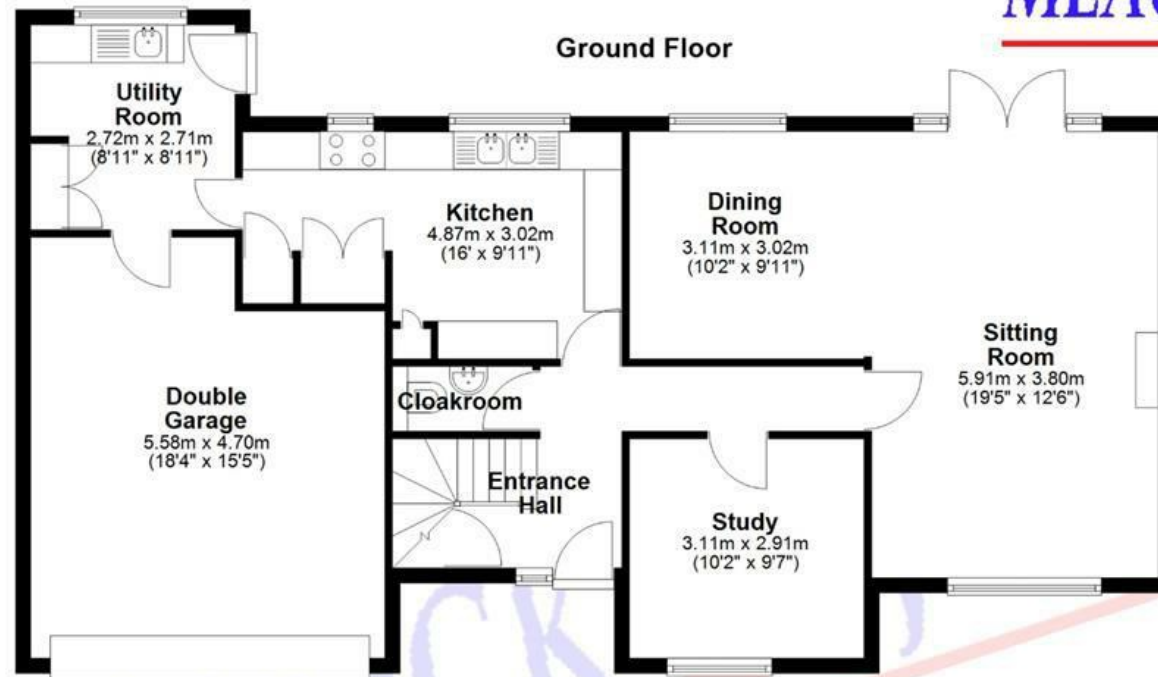 Ground Floor
Utility
Room
2.72m x 2.71m
(8'11" x 8'11")
Kitchen
4.87m x 3.02m
(16' x 9'11")
Dining
Room
3.11m x 3.02m
(10'2" x 9'11")
Sitting
Room
5.91m x 3.80m
(19'5" x 12'6")
Double
Garage
5.58m x 4.70m
(18'4" x 15'5")
Cloakroom
Entrance
Hall
Study
3.11m x 2.91m
(10'2" x 9'7")